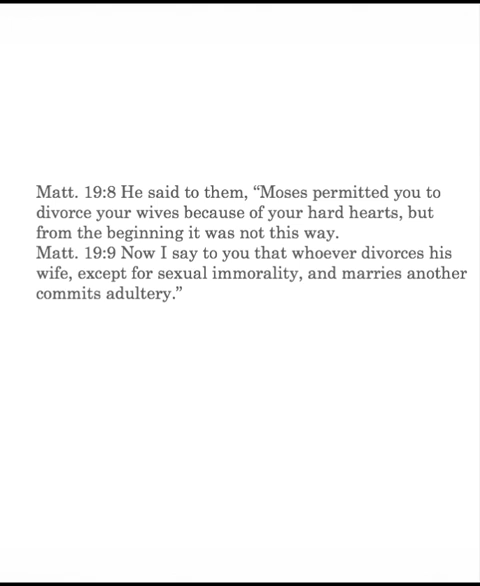 Matt. 19:8 He said to them, “Moses permitted you to
divorce your wives because of your hard hearts, but
from the beginning it was not this way.
Matt. 19:9 Now I say to you that whoever divorces his
wife, except for sexual immorality, and marries another
commits adultery.”